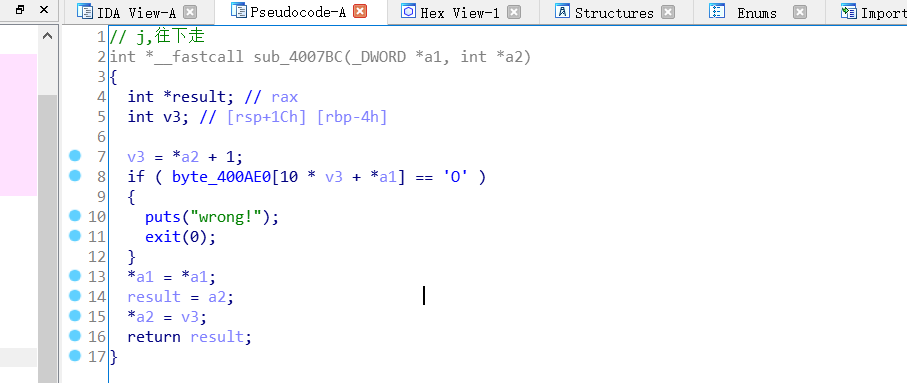 IDA View-A Pseudocode-A Hex View-1 Structures Enums Import
1 // j,往下走
2 int *__fastcall sub_4007BC(_DWORD *a1, int *a2)
3 {
4 int *result; // rax
5 int v3; // [rsp+1Ch] [rbp-4h]
6
7 v3 = *a2 + 1;
8 if ( byte_400AE0[10 * v3 + *a1] == 'O' )
9 {
10 puts("wrong!");
11 exit(0);
12 }
13 *a1 = *a1;
14 result = a2;
15 *a2 = v3;
16 return result;
17 }